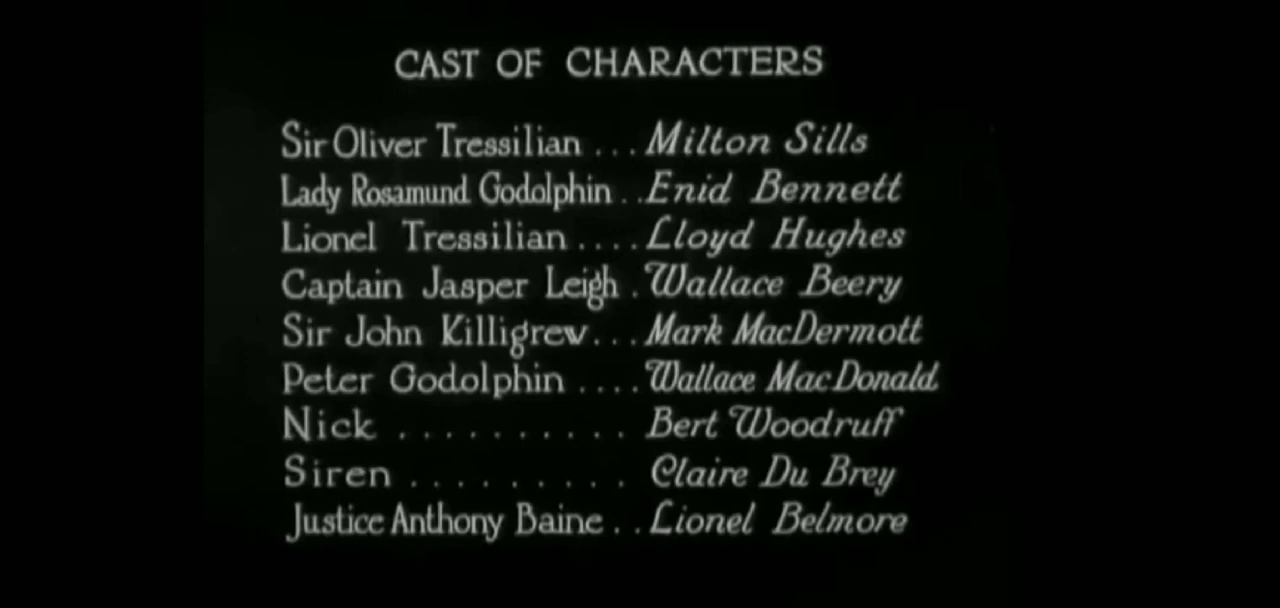 CAST OF CHARACTERS
Sir Oliver Tressilian ... Milton Sills
Lady Rosamund Godolphin .. Enid Bennett
Lionel Tressilian .... Lloyd Hughes
Captain Jasper Leigh . Wallace Beery
Sir John Killigrew... Mark MacDermott
Peter Godolphin .... Wallace MacDonald
Nick .......... Bert Woodruff
Siren ......... Claire Du Brey
Justice Anthony Baine .. Lionel Belmore